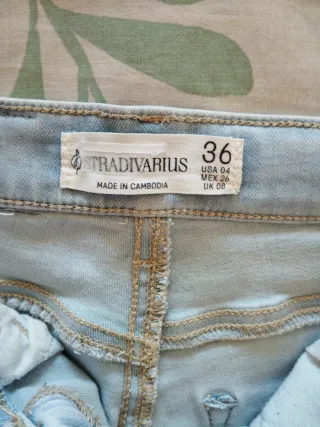 STRADIVARIUS
MADE IN CAMBODIA
36
USA 04
MEX 26
UK 08